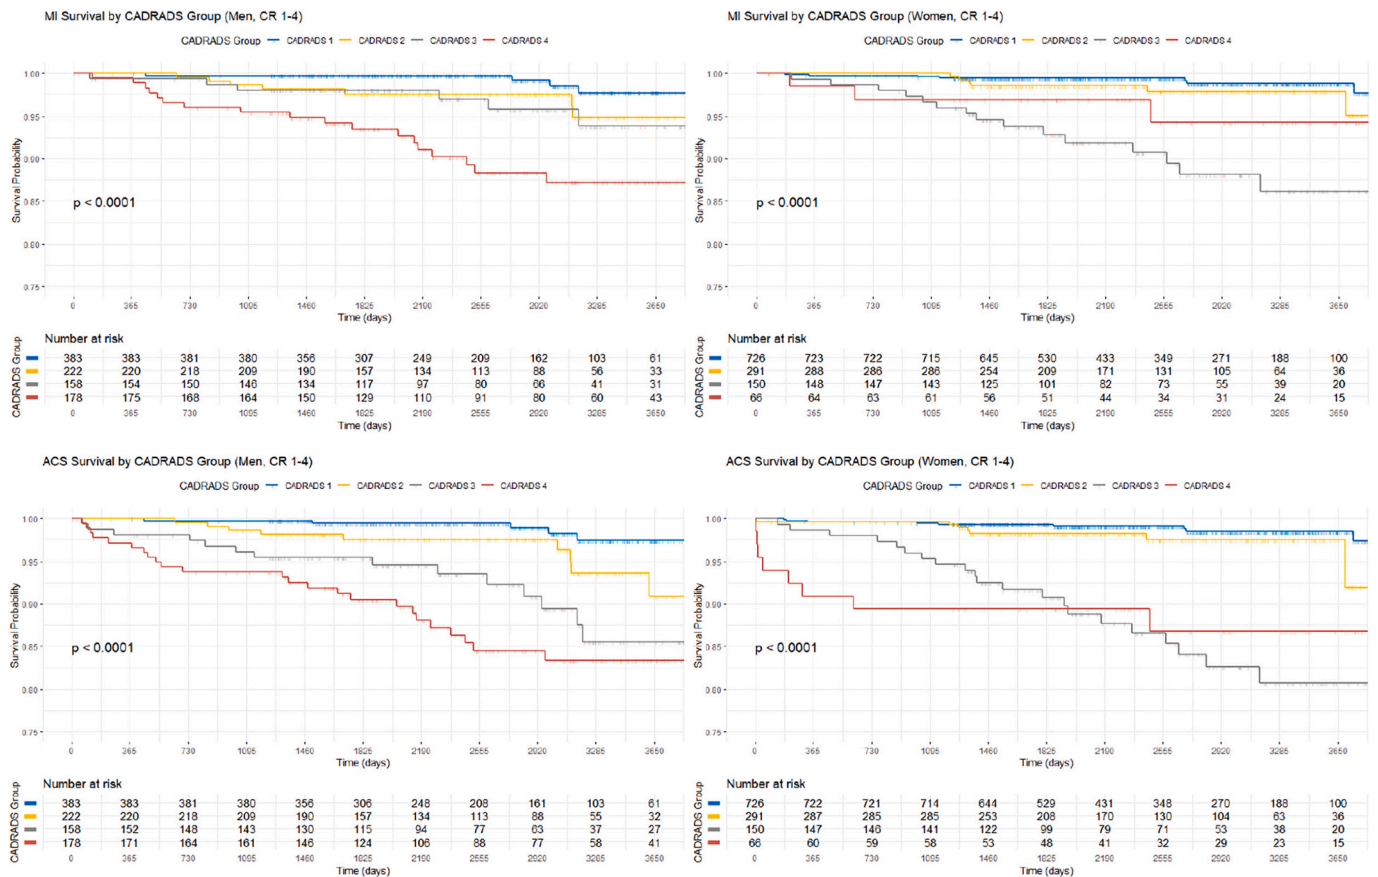 MI Survival by CADRADS Group (Men, CR 1-4)
CADRADS Group CADRADS 1 CADRADS 2 CADRADS 3 CADRADS 4
Survival Probability
1.00
0.95
0.90
0.85
0.80
0.75
p < 0.0001
0 365 730 1095 1460 1825 2190 2555 2920 3285 3650
Time (days)
Number at risk
CADRADS Group
383 383 381 380 356 307 249 209 162 103 61
222 220 218 209 190 157 134 113 88 56 33
158 154 150 146 134 117 97 80 66 41 31
178 175 168 164 150 129 110 91 80 60 43
0 365 730 1095 1460 1825 2190 2555 2920 3285 3650
Time (days)
MI Survival by CADRADS Group (Women, CR 1-4)
CADRADS Group CADRADS 1 CADRADS 2 CADRADS 3 CADRADS 4
Survival Probability
1.00
0.95
0.90
0.85
0.80
0.75
p < 0.0001
0 365 730 1095 1460 1825 2190 2555 2920 3285 3650
Time (days)
Number at risk
CADRADS Group
726 723 722 715 645 530 433 349 271 188 100
291 288 286 286 254 209 171 131 105 64 36
150 148 147 143 125 101 82 73 55 39 20
66 64 63 61 56 51 44 34 31 24 15
0 365 730 1095 1460 1825 2190 2555 2920 3285 3650
Time (days)
ACS Survival by CADRADS Group (Men, CR 1-4)
CADRADS Group CADRADS 1 CADRADS 2 CADRADS 3 CADRADS 4
Survival Probability
1.00
0.95
0.90
0.85
0.80
0.75
p < 0.0001
0 365 730 1095 1460 1825 2190 2555 2920 3285 3650
Time (days)
Number at risk
CADRADS Group
383 383 381 380 356 306 248 208 161 103 61
222 220 218 209 190 157 134 113 88 55 32
158 152 148 143 130 115 94 77 63 37 27
178 171 164 161 146 124 106 88 77 58 41
0 365 730 1095 1460 1825 2190 2555 2920 3285 3650
Time (days)
ACS Survival by CADRADS Group (Women, CR 1-4)
CADRADS Group CADRADS 1 CADRADS 2 CADRADS 3 CADRADS 4
Survival Probability
1.00
0.95
0.90
0.85
0.80
0.75
p < 0.0001
0 365 730 1095 1460 1825 2190 2555 2920 3285 3650
Time (days)
Number at risk
CADRADS Group
726 722 721 714 644 529 431 348 270 188 100
291 287 285 285 253 208 170 130 104 63 36
150 147 146 141 122 99 79 71 53 38 20
66 60 59 58 53 48 41 32 29 23 15
0 365 730 1095 1460 1825 2190 2555 2920 3285 3650
Time (days)